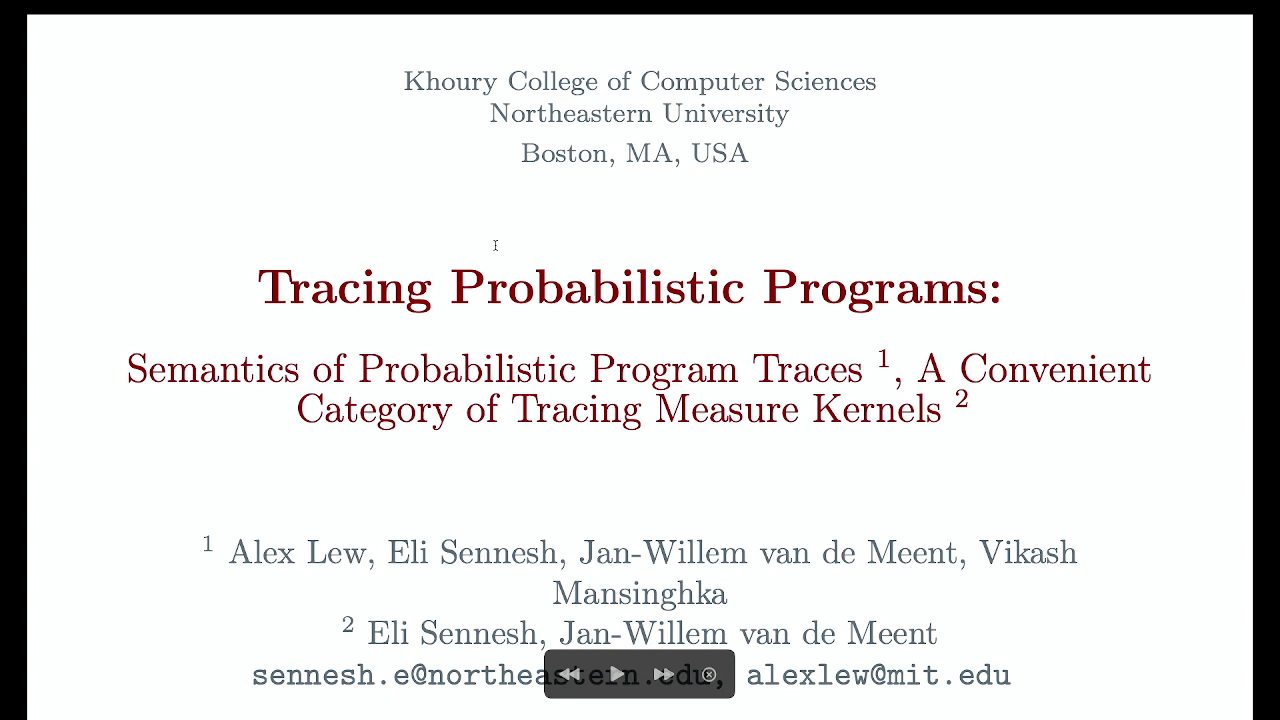 Khoury College of Computer Sciences
Northeastern University
Boston, MA, USA
Tracing Probabilistic Programs:
Semantics of Probabilistic Program Traces ¹, A Convenient
Category of Tracing Measure Kernels ²
¹ Alex Lew, Eli Sennesh, Jan-Willem van de Meent, Vikash
Mansinghka
² Eli Sennesh, Jan-Willem van de Meent
sennesh.e@northeastern.edu, alexlew@mit.edu